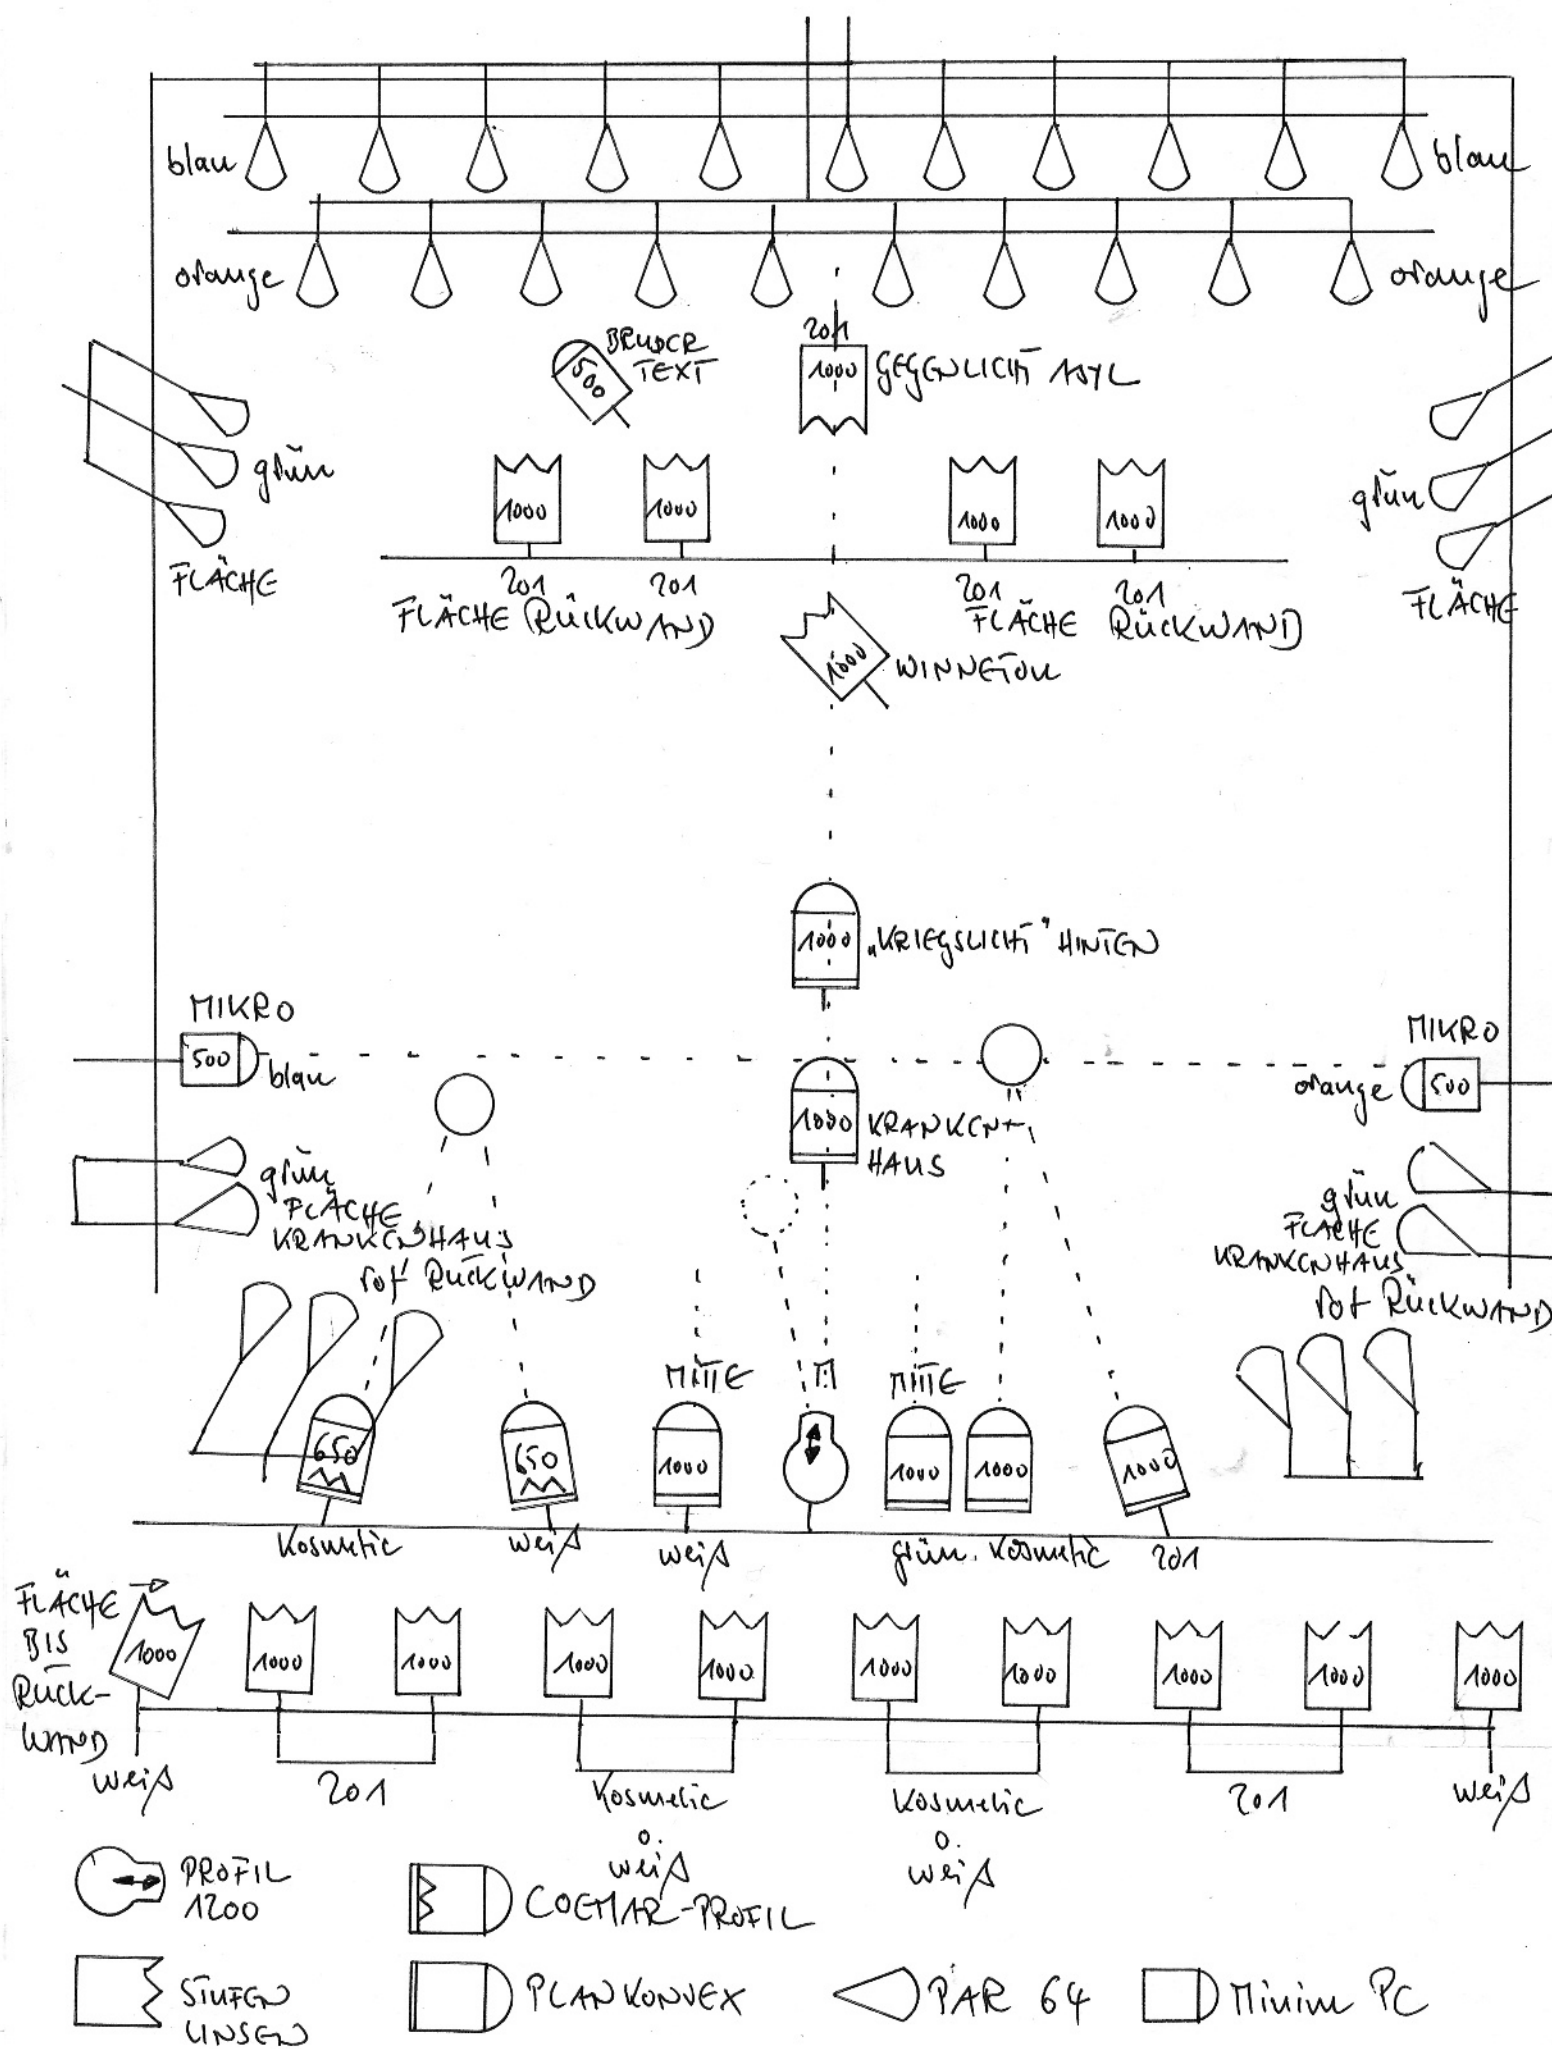 blau
blau
orange
orange
BRUDER
TEXT
500
201
1000
GEGENLICHT ASYL
grün
FLÄCHE
grün
FLÄCHE
1000
1000
1000
1000
201
201
201
201
FLÄCHE RÜCKWAND
FLÄCHE RÜCKWAND
1000
WINNETOU
1000
„KRIEGSLICHT" HINTEN
MIKRO
500
blau
MIKRO
orange
500
1000
KRANKEN-
HAUS
grün
FLÄCHE
KRANKENHAUS
rot RÜCKWAND
grün
FLÄCHE
KRANKENHAUS
rot RÜCKWAND
MITTE
MITTE
650
650
1000
1000
1000
1000
Kosmetic
weiß
weiß
grün
Kosmetic
201
FLÄCHE
BIS
RÜCK-
WAND
1000
1000
1000
1000
1000
1000
1000
1000
1000
1000
weiß
201
Kosmetic
o.
weiß
Kosmetic
o.
weiß
201
weiß
PROFIL
1200
COEMAR-PROFIL
STUFEN
LINSEN
PLANKONVEX
PAR 64
Minim PC